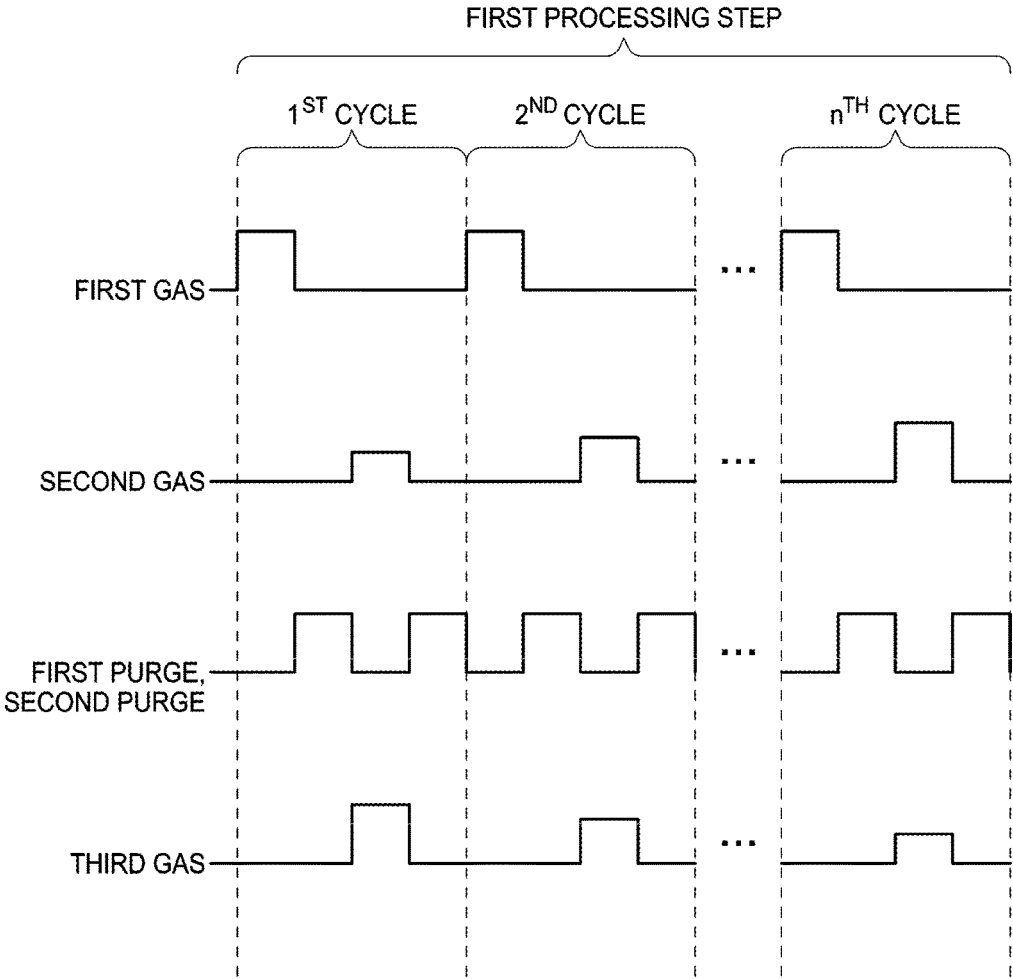 FIRST PROCESSING STEP
1ST CYCLE
2ND CYCLE
nTH CYCLE
FIRST GAS
...
SECOND GAS
...
FIRST PURGE,
SECOND PURGE
...
THIRD GAS
...